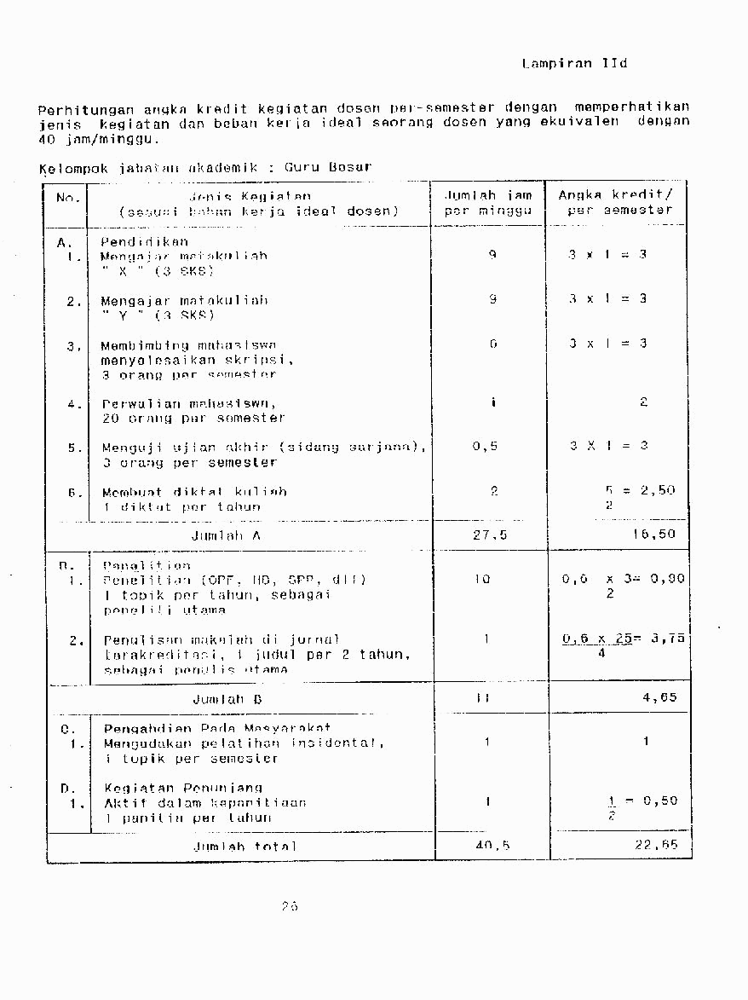 Lampiran IId
Perhitungan angka kredit kegiatan dosen per-semester dengan memperhatikan
jenis kegiatan dan beban kerja ideal seorang dosen yang ekuivalen dengan
40 jam/minggu.
Kelompok jabatan akademik : Guru Besar
No. Jenis Kegiatan Jumlah jam Angka kredit/
(sesuai beban kerja ideal dosen) per minggu per semester
A. Pendidikan
1. Mengajar matakuliah 9 3 x 1 = 3
" X " (3 SKS)
2. Mengajar matakuliah 9 3 x 1 = 3
" Y " (3 SKS)
3. Membimbing mahasiswa 6 3 x 1 = 3
menyelesaikan skripsi,
3 orang per semester
4. Perwalian mahasiswa, 1 2
20 orang per semester
5. Menguji ujian akhir (sidang sarjana), 0,5 3 X 1 = 3
3 orang per semester
6. Membuat diktat kuliah 2 5 = 2,50
1 diktat per tahun 2
Jumlah A 27,5 16,50
B. Penelitian
1. Penelitian (OPF, HB, SPP, dll) 10 0,6 x 3= 0,90
1 topik per tahun, sebagai 2
peneliti utama
2. Penulisan makalah di jurnal 1 0,6 x 25= 3,75
terakreditasi, 1 judul per 2 tahun, 4
sebagai penulis utama
Jumlah B 11 4,65
C. Pengabdian Pada Masyarakat
1. Mengadakan pelatihan insidental, 1 1
1 topik per semester
D. Kegiatan Penunjang
1. Aktif dalam kepanitiaan 1 1 = 0,50
1 panitia per tahun 2
Jumlah total 40,5 22,65
26